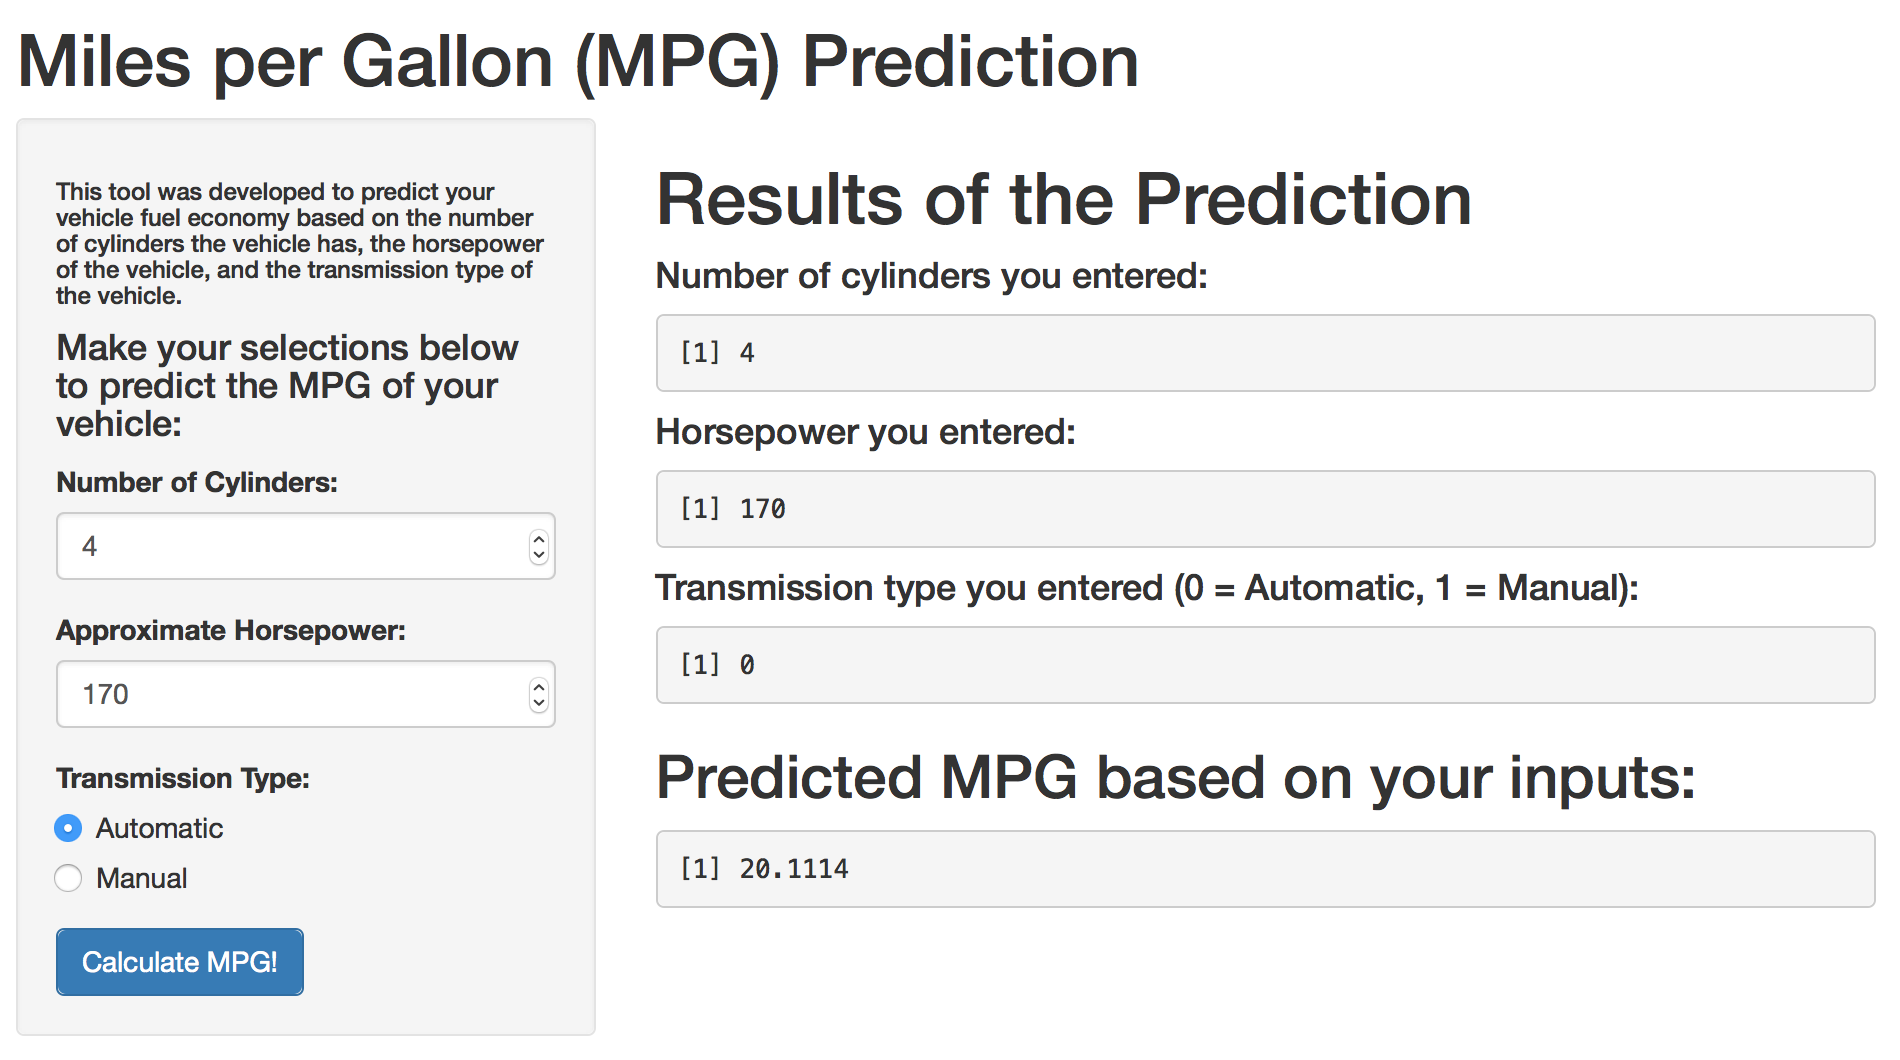 Miles per Gallon (MPG) Prediction
This tool was developed to predict your
vehicle fuel economy based on the number
of cylinders the vehicle has, the horsepower
of the vehicle, and the transmission type of
the vehicle.
Make your selections below
to predict the MPG of your
vehicle:
Number of Cylinders:
4
Approximate Horsepower:
170
Transmission Type:
Automatic
Manual
Calculate MPG!
Results of the Prediction
Number of cylinders you entered:
[1] 4
Horsepower you entered:
[1] 170
Transmission type you entered (0 = Automatic, 1 = Manual):
[1] 0
Predicted MPG based on your inputs:
[1] 20.1114